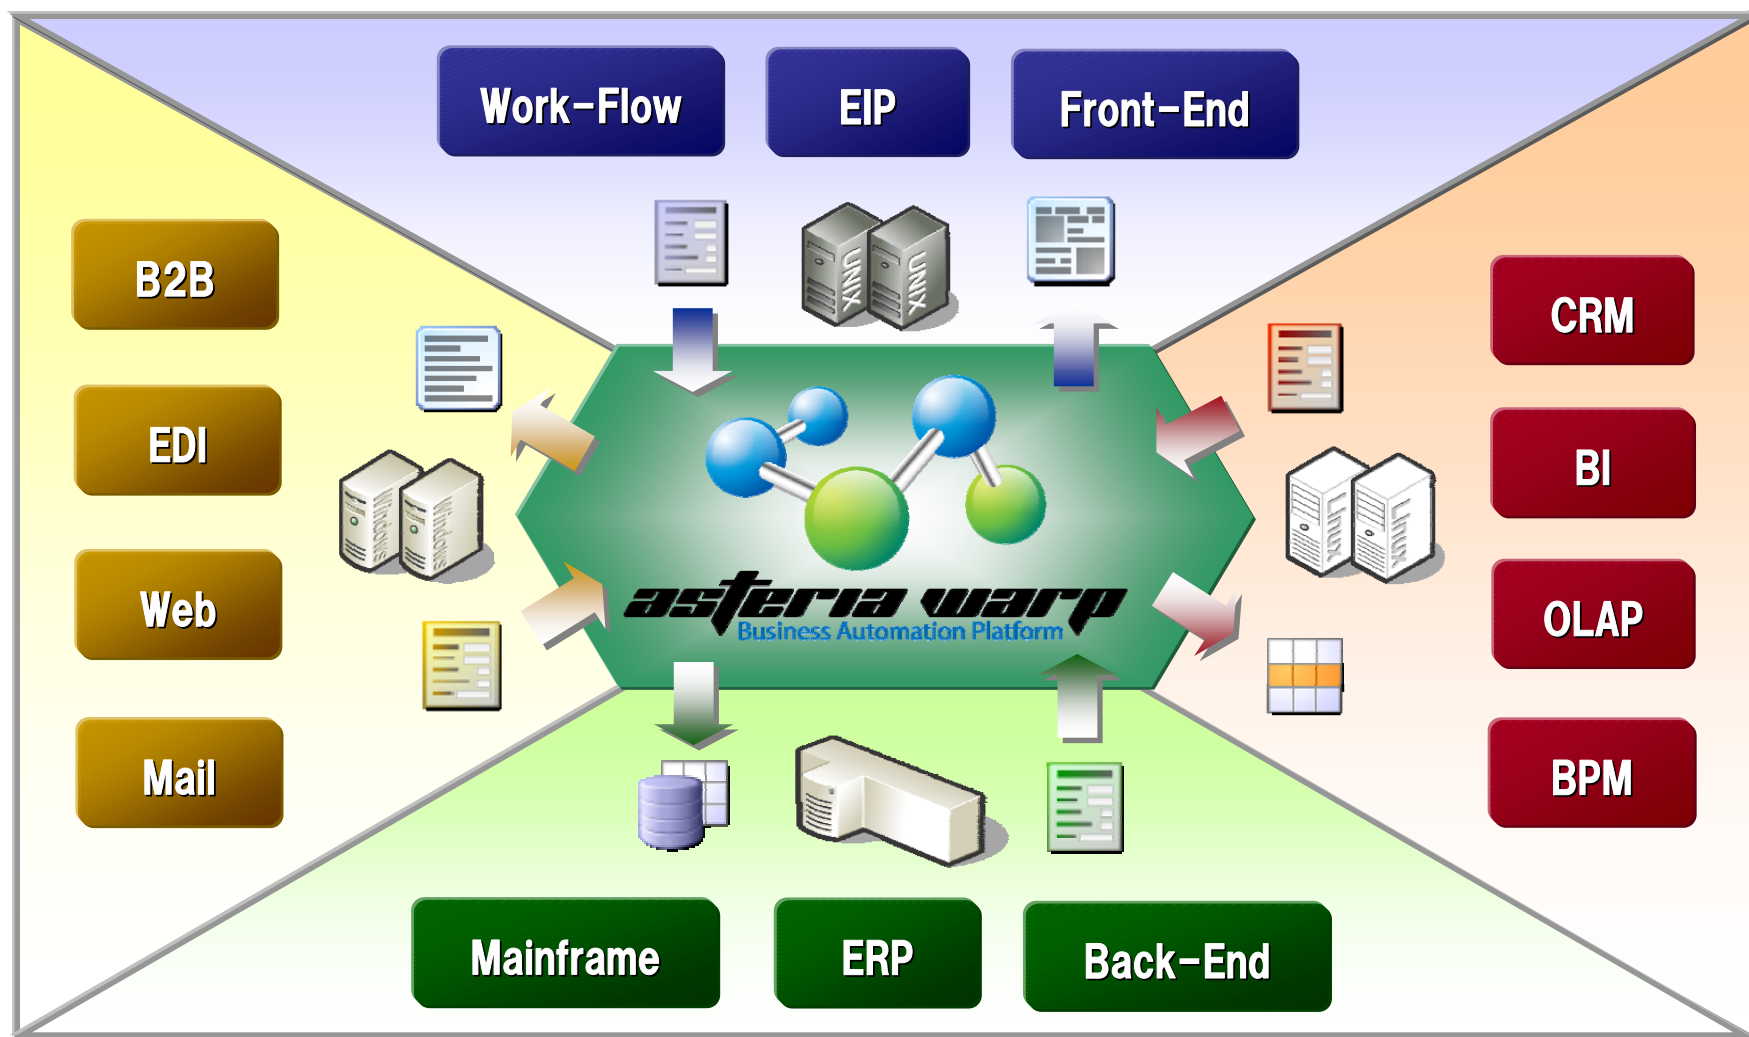 Work-Flow
EIP
Front-End
B2B
EDI
Web
Mail
UNIX
UNIX
Windows
Windows
Linux
Linux
CRM
BI
OLAP
BPM
asteria warp
Business Automation Platform
Mainframe
ERP
Back-End